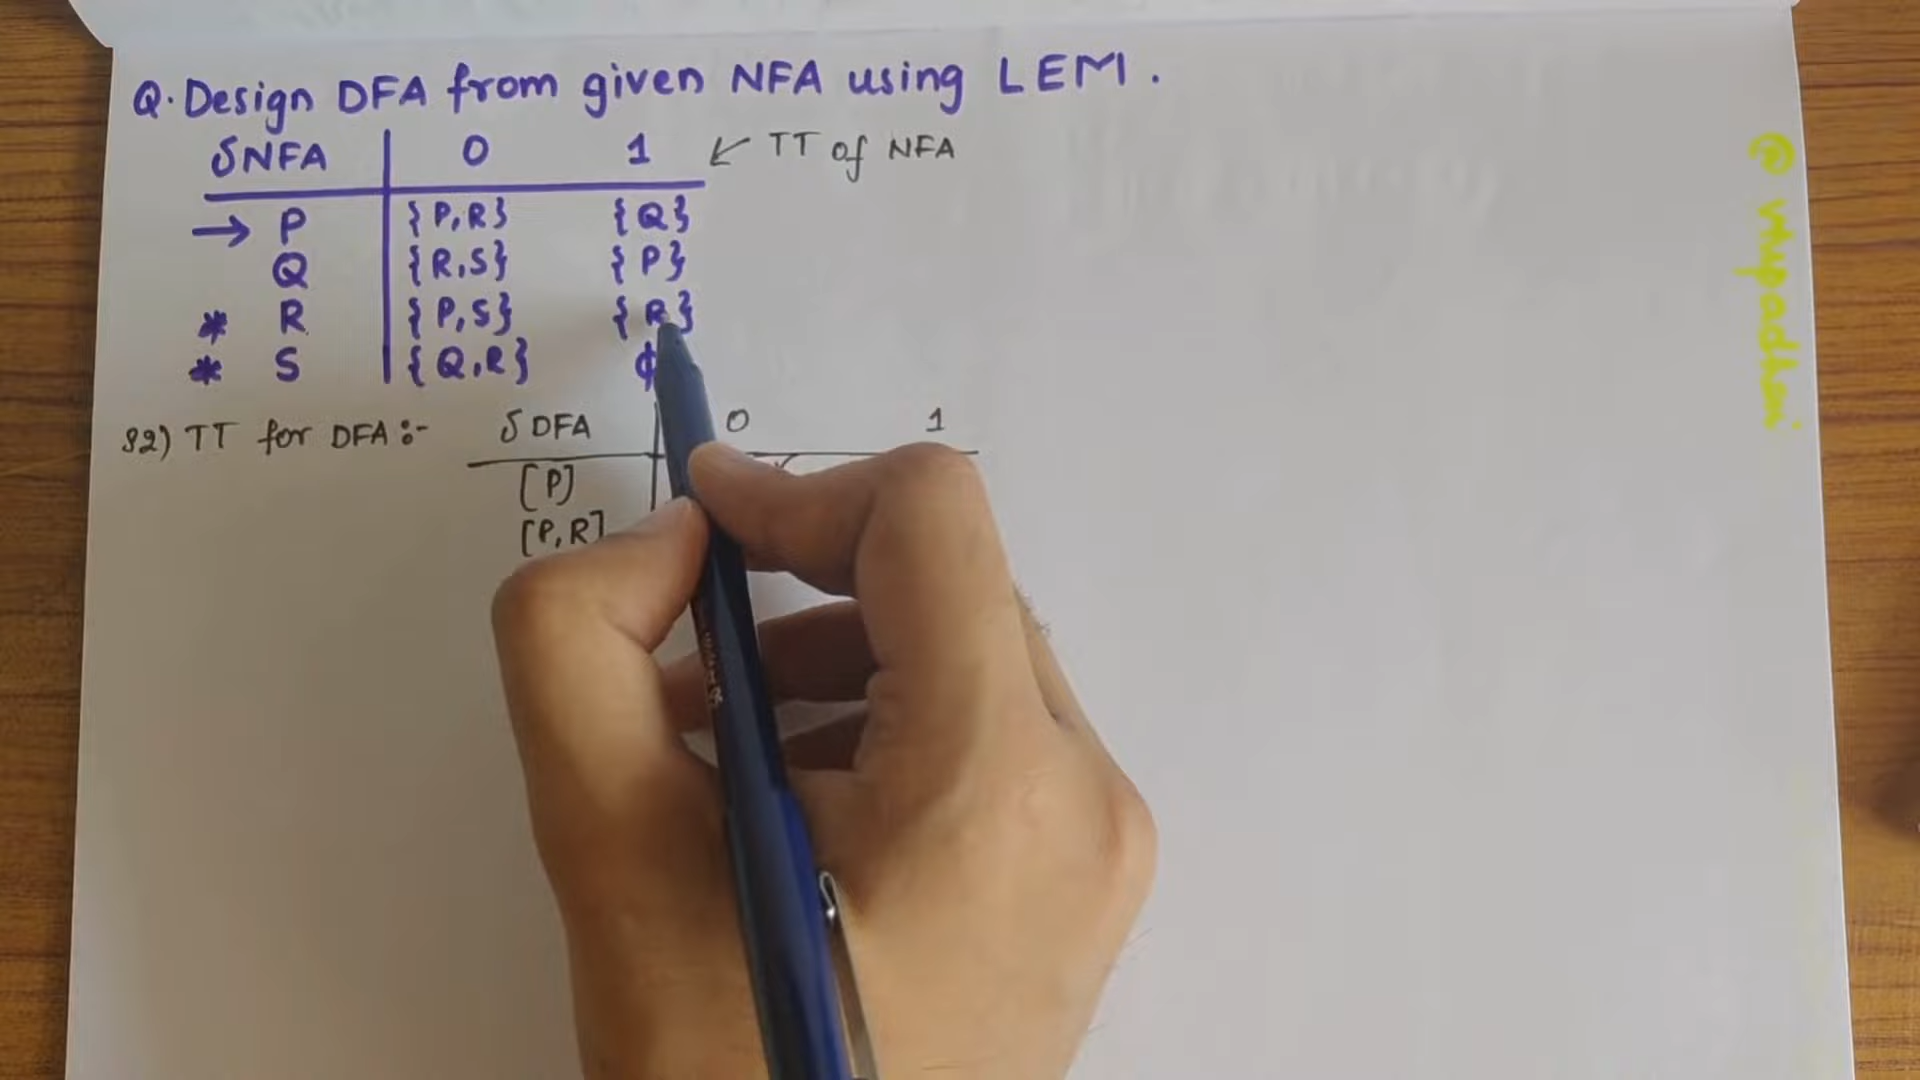 Q. Design DFA from given NFA using LEM.
δNFA 0 1 ↙ TT of NFA
→ P {P,R} {Q}
Q {R,S} {P}
* R {P,S} {R}
* S {Q,R} ϕ
S2) TT for DFA :- δ DFA 0 1
[P]
[P,R]